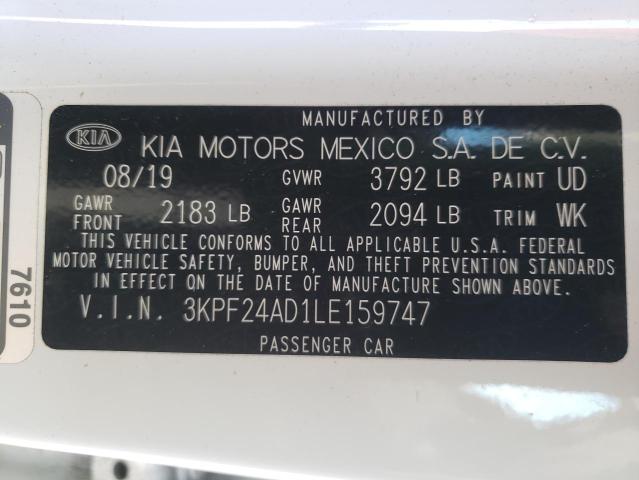 MANUFACTURED BY
KIA KIA MOTORS MEXICO S.A. DE C.V.
08/19 GVWR 3792 LB PAINT UD
GAWR FRONT 2183 LB GAWR REAR 2094 LB TRIM WK
THIS VEHICLE CONFORMS TO ALL APPLICABLE U.S.A. FEDERAL
MOTOR VEHICLE SAFETY, BUMPER, AND THEFT PREVENTION STANDARDS
IN EFFECT ON THE DATE OF MANUFACTURE SHOWN ABOVE.
V.I.N. 3KPF24AD1LE159747
PASSENGER CAR
7610